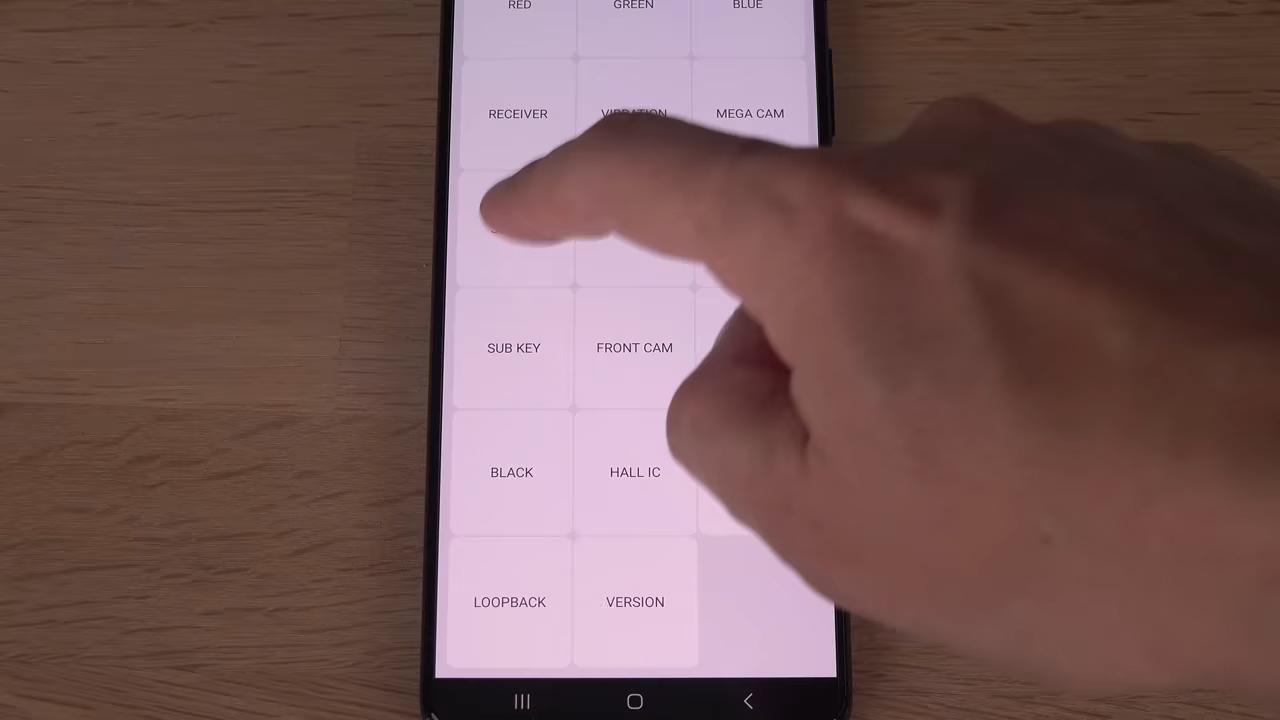 RED GREEN BLUE
RECEIVER VIBRATION MEGA CAM
SUB KEY FRONT CAM
BLACK HALL IC
LOOPBACK VERSION